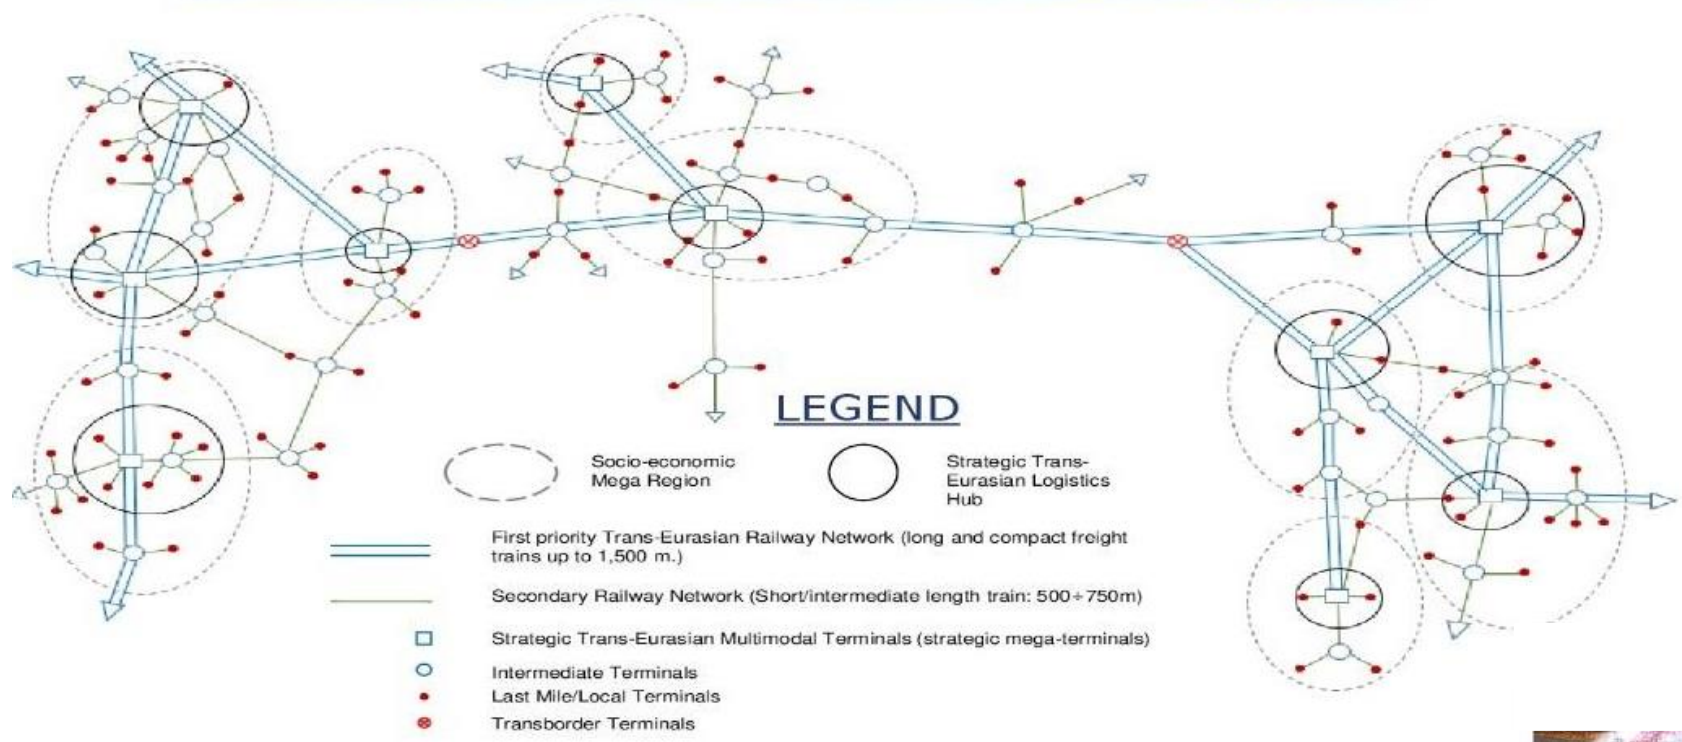 LEGEND
Socio-economic
Mega Region
Strategic Trans-
Eurasian Logistics
Hub
First priority Trans-Eurasian Railway Network (long and compact freight
trains up to 1,500 m.)
Secondary Railway Network (Short/intermediate length train: 500÷750m)
Strategic Trans-Eurasian Multimodal Terminals (strategic mega-terminals)
Intermediate Terminals
Last Mile/Local Terminals
Transborder Terminals